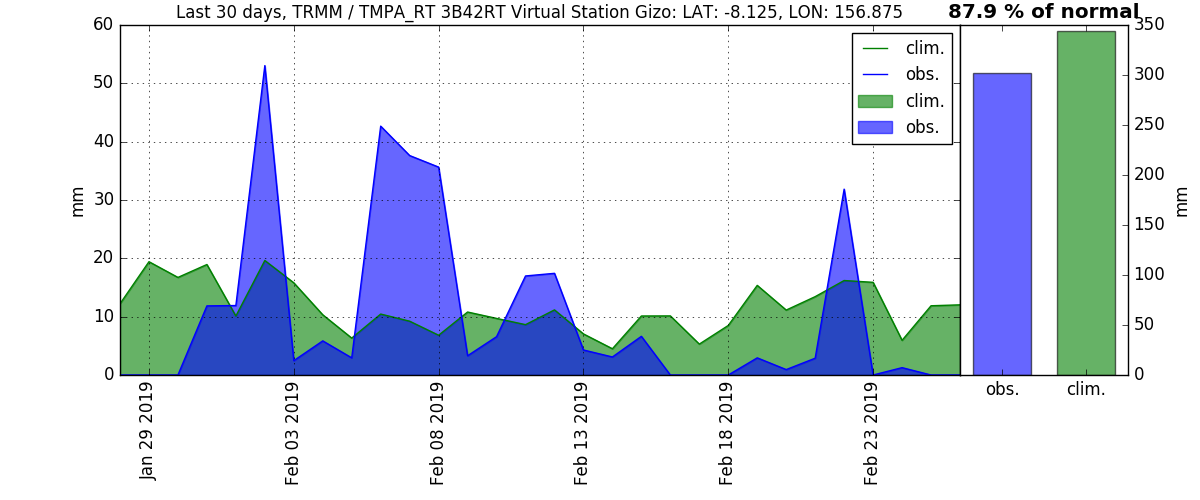 Last 30 days, TRMM / TMPA_RT 3B42RT Virtual Station Gizo: LAT: -8.125, LON: 156.875
87.9 % of normal
60
50
40
30
20
10
0
mm
clim.
obs.
clim.
obs.
Jan 29 2019
Feb 03 2019
Feb 08 2019
Feb 13 2019
Feb 18 2019
Feb 23 2019
350
300
250
200
150
100
50
0
mm
obs.
clim.